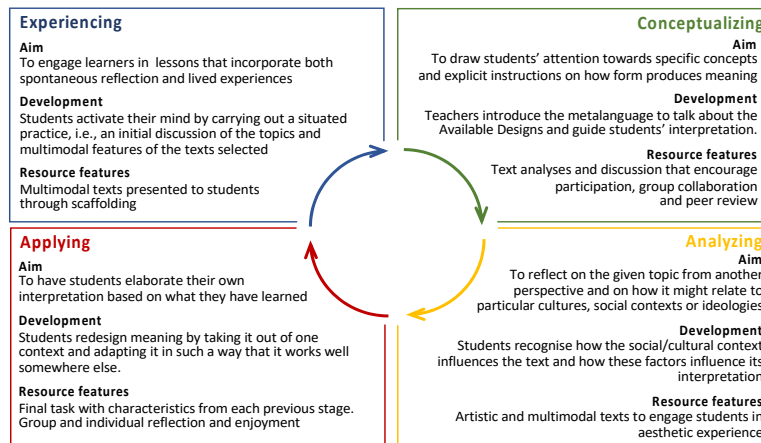 Experiencing
Aim
To engage learners in lessons that incorporate both
spontaneous reflection and lived experiences
Development
Students activate their mind by carrying out a situated
practice, i.e., an initial discussion of the topics and
multimodal features of the texts selected
Resource features
Multimodal texts presented to students
through scaffolding
Conceptualizing
Aim
To draw students’ attention towards specific concepts
and explicit instructions on how form produces meaning
Development
Teachers introduce the metalanguage to talk about the
Available Designs and guide students’ interpretation.
Resource features
Text analyses and discussion that encourage
participation, group collaboration
and peer review
Applying
Aim
To have students elaborate their own
interpretation based on what they have learned
Development
Students redesign meaning by taking it out of one
context and adapting it in such a way that it works well
somewhere else.
Resource features
Final task with characteristics from each previous stage.
Group and individual reflection and enjoyment
Analyzing
Aim
To reflect on the given topic from another
perspective and on how it might relate to
particular cultures, social contexts or ideologies
Development
Students recognise how the social/cultural context
influences the text and how these factors influence its
interpretation
Resource features
Artistic and multimodal texts to engage students in
aesthetic experience